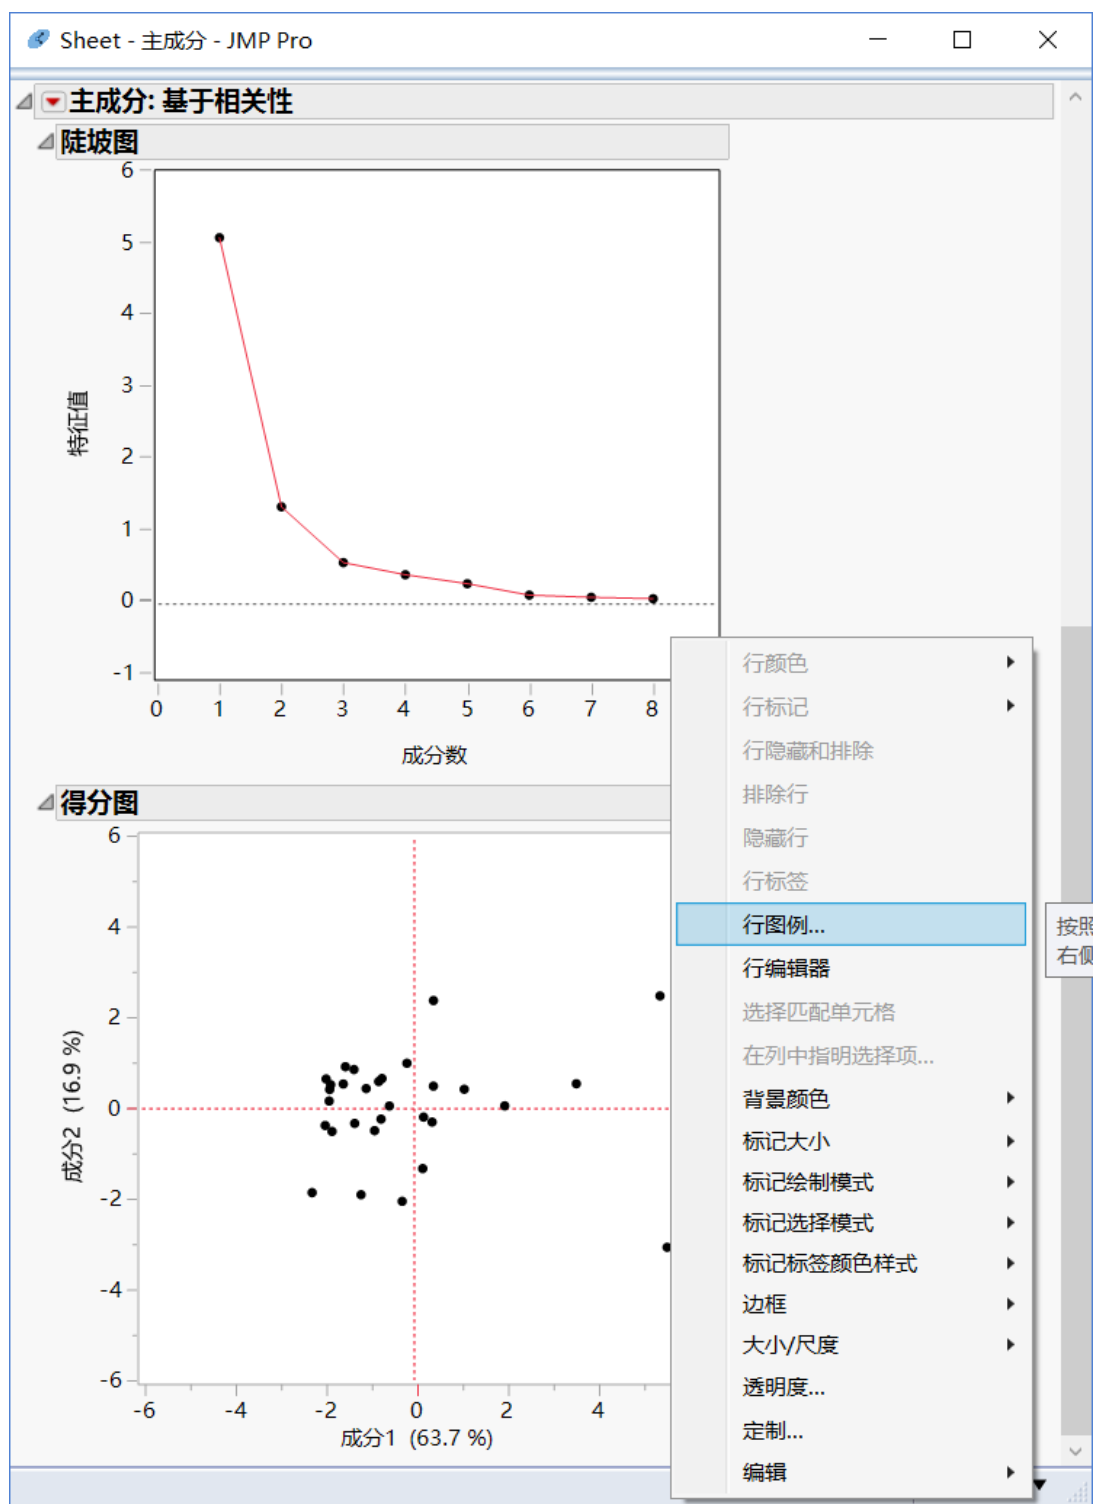 Sheet - 主成分 - JMP Pro
主成分: 基于相关性
陡坡图
6
5
4
3
2
1
0
-1
特征值
0 1 2 3 4 5 6 7 8
成分数
得分图
6
4
2
0
-2
-4
-6
成分2 (16.9 %)
-6 -4 -2 0 2 4
成分1 (63.7 %)
行颜色
行标记
行隐藏和排除
排除行
隐藏行
行标签
行图例...
行编辑器
选择匹配单元格
在列中指明选择项...
背景颜色
标记大小
标记绘制模式
标记选择模式
标记标签颜色样式
边框
大小/尺度
透明度...
定制...
编辑
按照
右侧